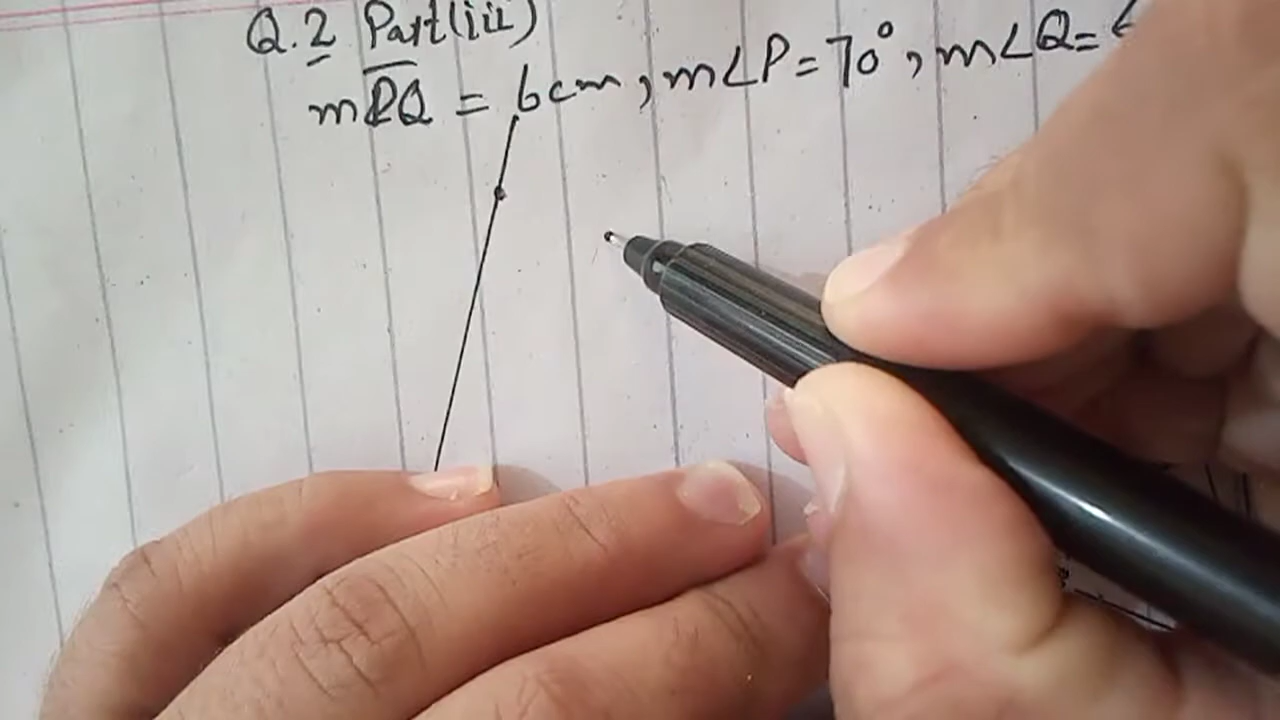 Q.2 Part(iii)
mPQ = 6cm, m∠P=70°, m∠Q=